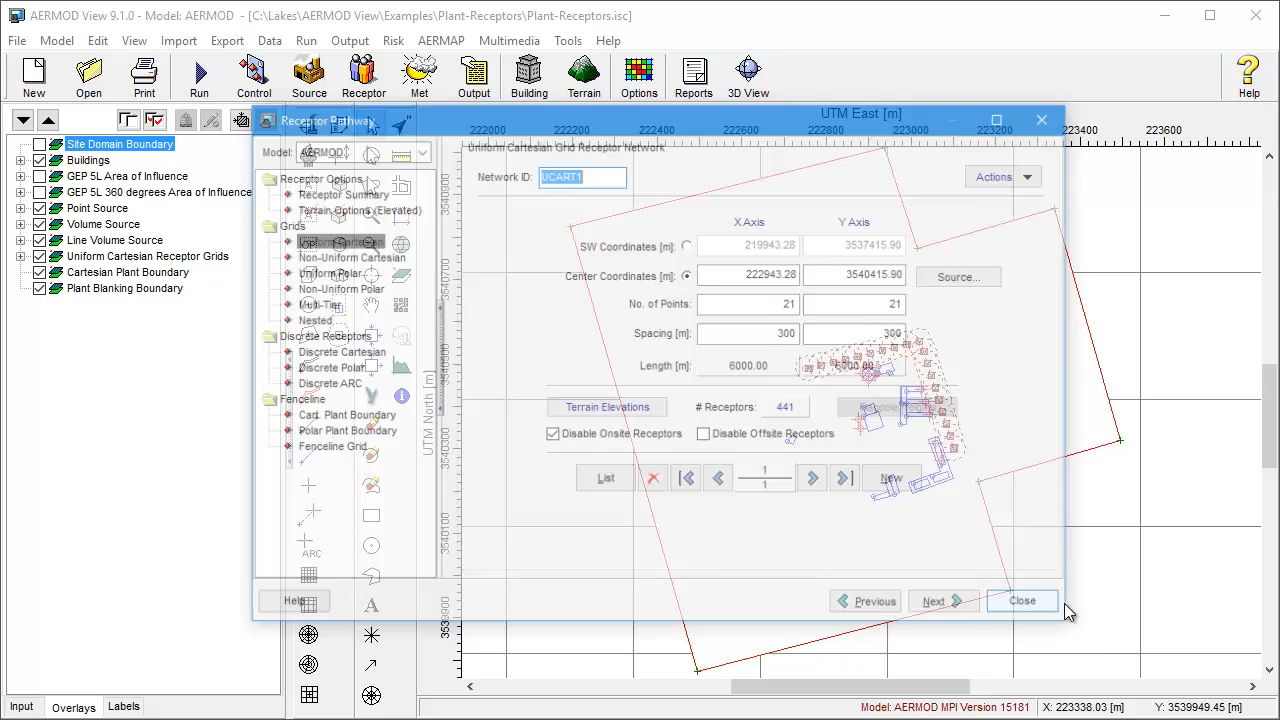 AERMOD View 9.1.0 - Model: AERMOD - [C:\Lakes\AERMOD View\Examples\Plant-Receptors\Plant-Receptors.isc]
File Model Edit View Import Export Data Run Output Risk AERMAP Multimedia Tools Help
New Open Print Run Control Source Receptor Met Output Building Terrain Options Reports 3D View Help
Receptor Pathway
UTM East [m]
222000 222200 222400 222600 222800 223000 223200 223400 223600
Model: AERMOD
Site Domain Boundary
Buildings
GEP 5L Area of Influence
GEP 5L 360 degrees Area of Influence
Point Source
Volume Source
Line Volume Source
Uniform Cartesian Receptor Grids
Cartesian Plant Boundary
Plant Blanking Boundary
Receptor Options
Receptor Summary
Terrain Options (Elevated)
Grids
Uniform Cartesian
Non-Uniform Cartesian
Uniform Polar
Non-Uniform Polar
Multi-Tier
Nested
Discrete Receptors
Discrete Cartesian
Discrete Polar
Discrete ARC
Fenceline
Cart. Plant Boundary
Polar Plant Boundary
Fenceline Grid
ARC
A
UTM North [m]
3540900
3540700
3540500
3540300
3540100
3539900
Uniform Cartesian Grid Receptor Network
Network ID: UCART1 Actions
X Axis Y Axis
SW Coordinates [m]: 219943.28 3537415.90
Center Coordinates [m]: 222943.28 3540415.90 Source...
No. of Points: 21 21
Spacing [m]: 300 300
Length [m]: 6000.00 6000.00
Terrain Elevations # Receptors: 441
Disable Onsite Receptors Disable Offsite Receptors
List 1 1 New
Help Previous Next Close
Input Overlays Labels
Model: AERMOD MPI Version 15181 X: 223338.03 [m] Y: 3539949.45 [m]